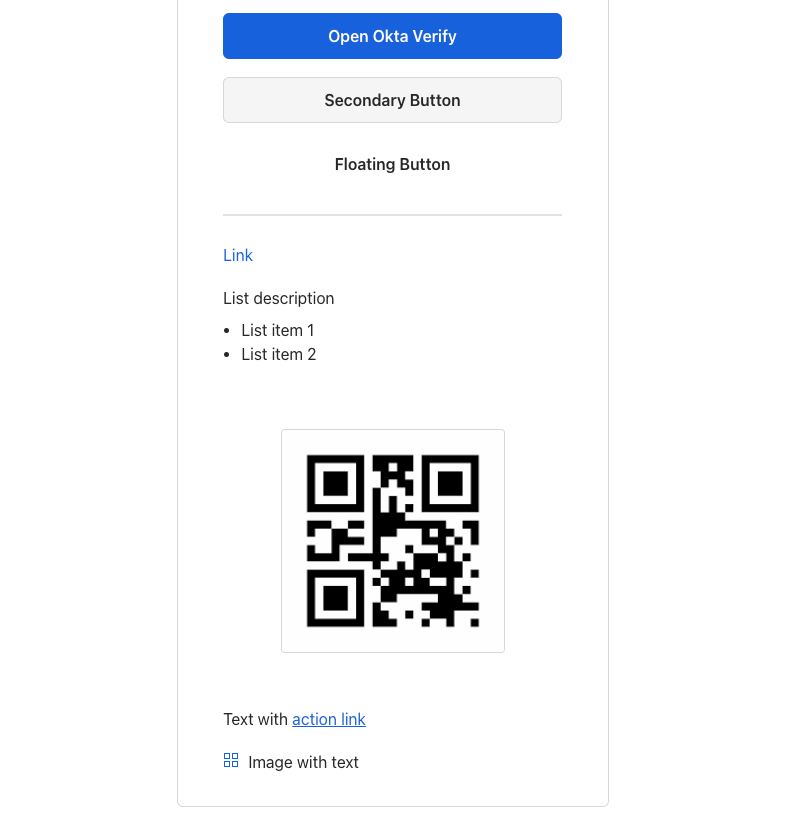 Open Okta Verify
Secondary Button
Floating Button
Link
List description
• List item 1
• List item 2
Text with action link
Image with text